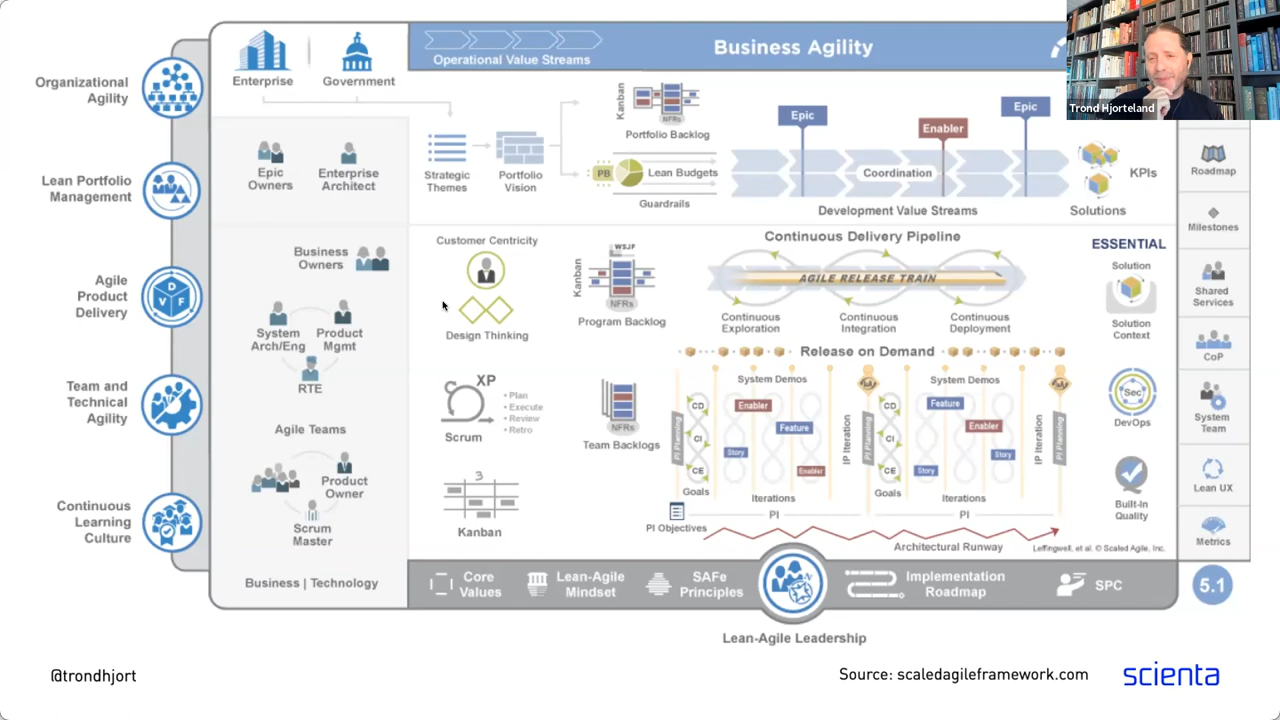 Organizational
Agility
Lean Portfolio
Management
Agile
Product
Delivery
Team and
Technical
Agility
Continuous
Learning
Culture
D
V F
Enterprise
Government
Operational Value Streams
Business Agility
Trond Hjorteland
Epic
Owners
Enterprise
Architect
Strategic
Themes
Portfolio
Vision
Kanban
NFRs
Portfolio Backlog
PB
Lean Budgets
Guardrails
Epic
Enabler
Epic
Coordination
Development Value Streams
KPIs
Solutions
Business
Owners
System
Arch/Eng
Product
Mgmt
RTE
Agile Teams
Product
Owner
Scrum
Master
Business | Technology
Customer Centricity
Design Thinking
Kanban
WSJF
NFRs
Program Backlog
Continuous Delivery Pipeline
AGILE RELEASE TRAIN
Continuous
Exploration
Continuous
Integration
Continuous
Deployment
Release on Demand
XP
Scrum
• Plan
• Execute
• Review
• Retro
NFRs
Team Backlogs
3
Kanban
PI Planning
CD
CI
CE
Goals
System Demos
Enabler
Feature
Story
Enabler
Iterations
IP Iteration
PI Planning
CD
CI
CE
Goals
System Demos
Feature
Enabler
Story
Story
Iterations
IP Iteration
PI Planning
PI
PI
PI Objectives
Architectural Runway
Leffingwell, et al. © Scaled Agile, Inc.
ESSENTIAL
Solution
Solution
Context
Sec
DevOps
Built-In
Quality
Roadmap
Milestones
Shared
Services
CoP
System
Team
Lean UX
Metrics
Core
Values
Lean-Agile
Mindset
SAFe
Principles
Implementation
Roadmap
SPC
5.1
Lean-Agile Leadership
@trondhjort
Source: scaledagileframework.com
scienta